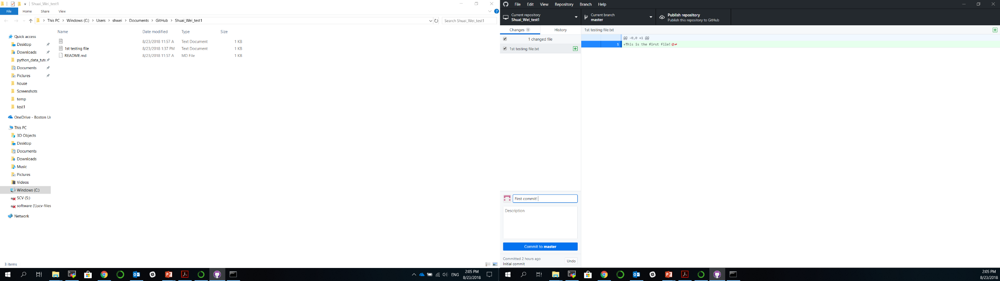 Shuai_Wei_test1
File Home Share View
This PC > Windows (C:) > Users > shwei > Documents > GitHub > Shuai_Wei_test1
Search Shuai_Wei_test1
Name Date modified Type Size
8/23/2018 11:57 A Text Document 1 KB
1st testing file 8/23/2018 1:37 PM Text Document 1 KB
README.md 8/23/2018 11:57 A MD File 1 KB
Quick access
Desktop
Downloads
python_data_tut
Documents
Pictures
house
Screenshots
temp
test1
OneDrive - Boston Ur
This PC
3D Objects
Desktop
Documents
Downloads
Music
Pictures
Videos
Windows (C:)
SCV (S:)
software (\\scv-files
Network
3 items
ENG
2:05 PM
8/23/2018
File Edit View Repository Branch Help
Current repository
Shuai_Wei_test1
Current branch
master
Publish repository
Publish this repository to GitHub
Changes 1 History
1 changed file
1st testing file.txt
1st testing file.txt
@@ -0,0 +1 @@
1 +This is the first file!
First commit!
Description
Commit to master
Committed 2 hours ago
Initial commit
Undo
2:05 PM
8/23/2018